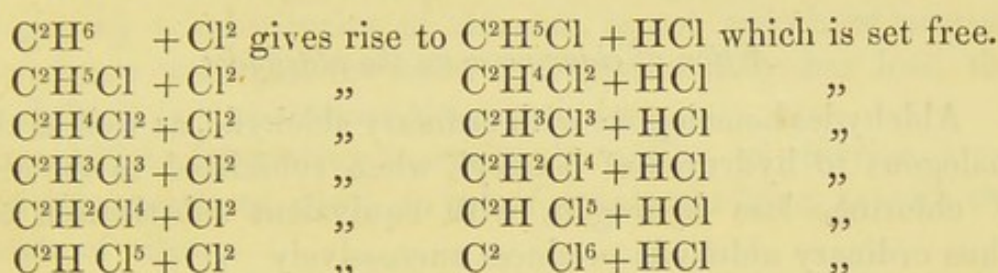 C²H⁶ + Cl² gives rise to C²H⁵Cl + HCl which is set free.
C²H⁵Cl + Cl² „ C²H⁴Cl² + HCl „
C²H⁴Cl² + Cl² „ C²H³Cl³ + HCl „
C²H³Cl³ + Cl² „ C²H²Cl⁴ + HCl „
C²H²Cl⁴ + Cl² „ C²H Cl⁵ + HCl „
C²H Cl⁵ + Cl² „ C² Cl⁶ + HCl „